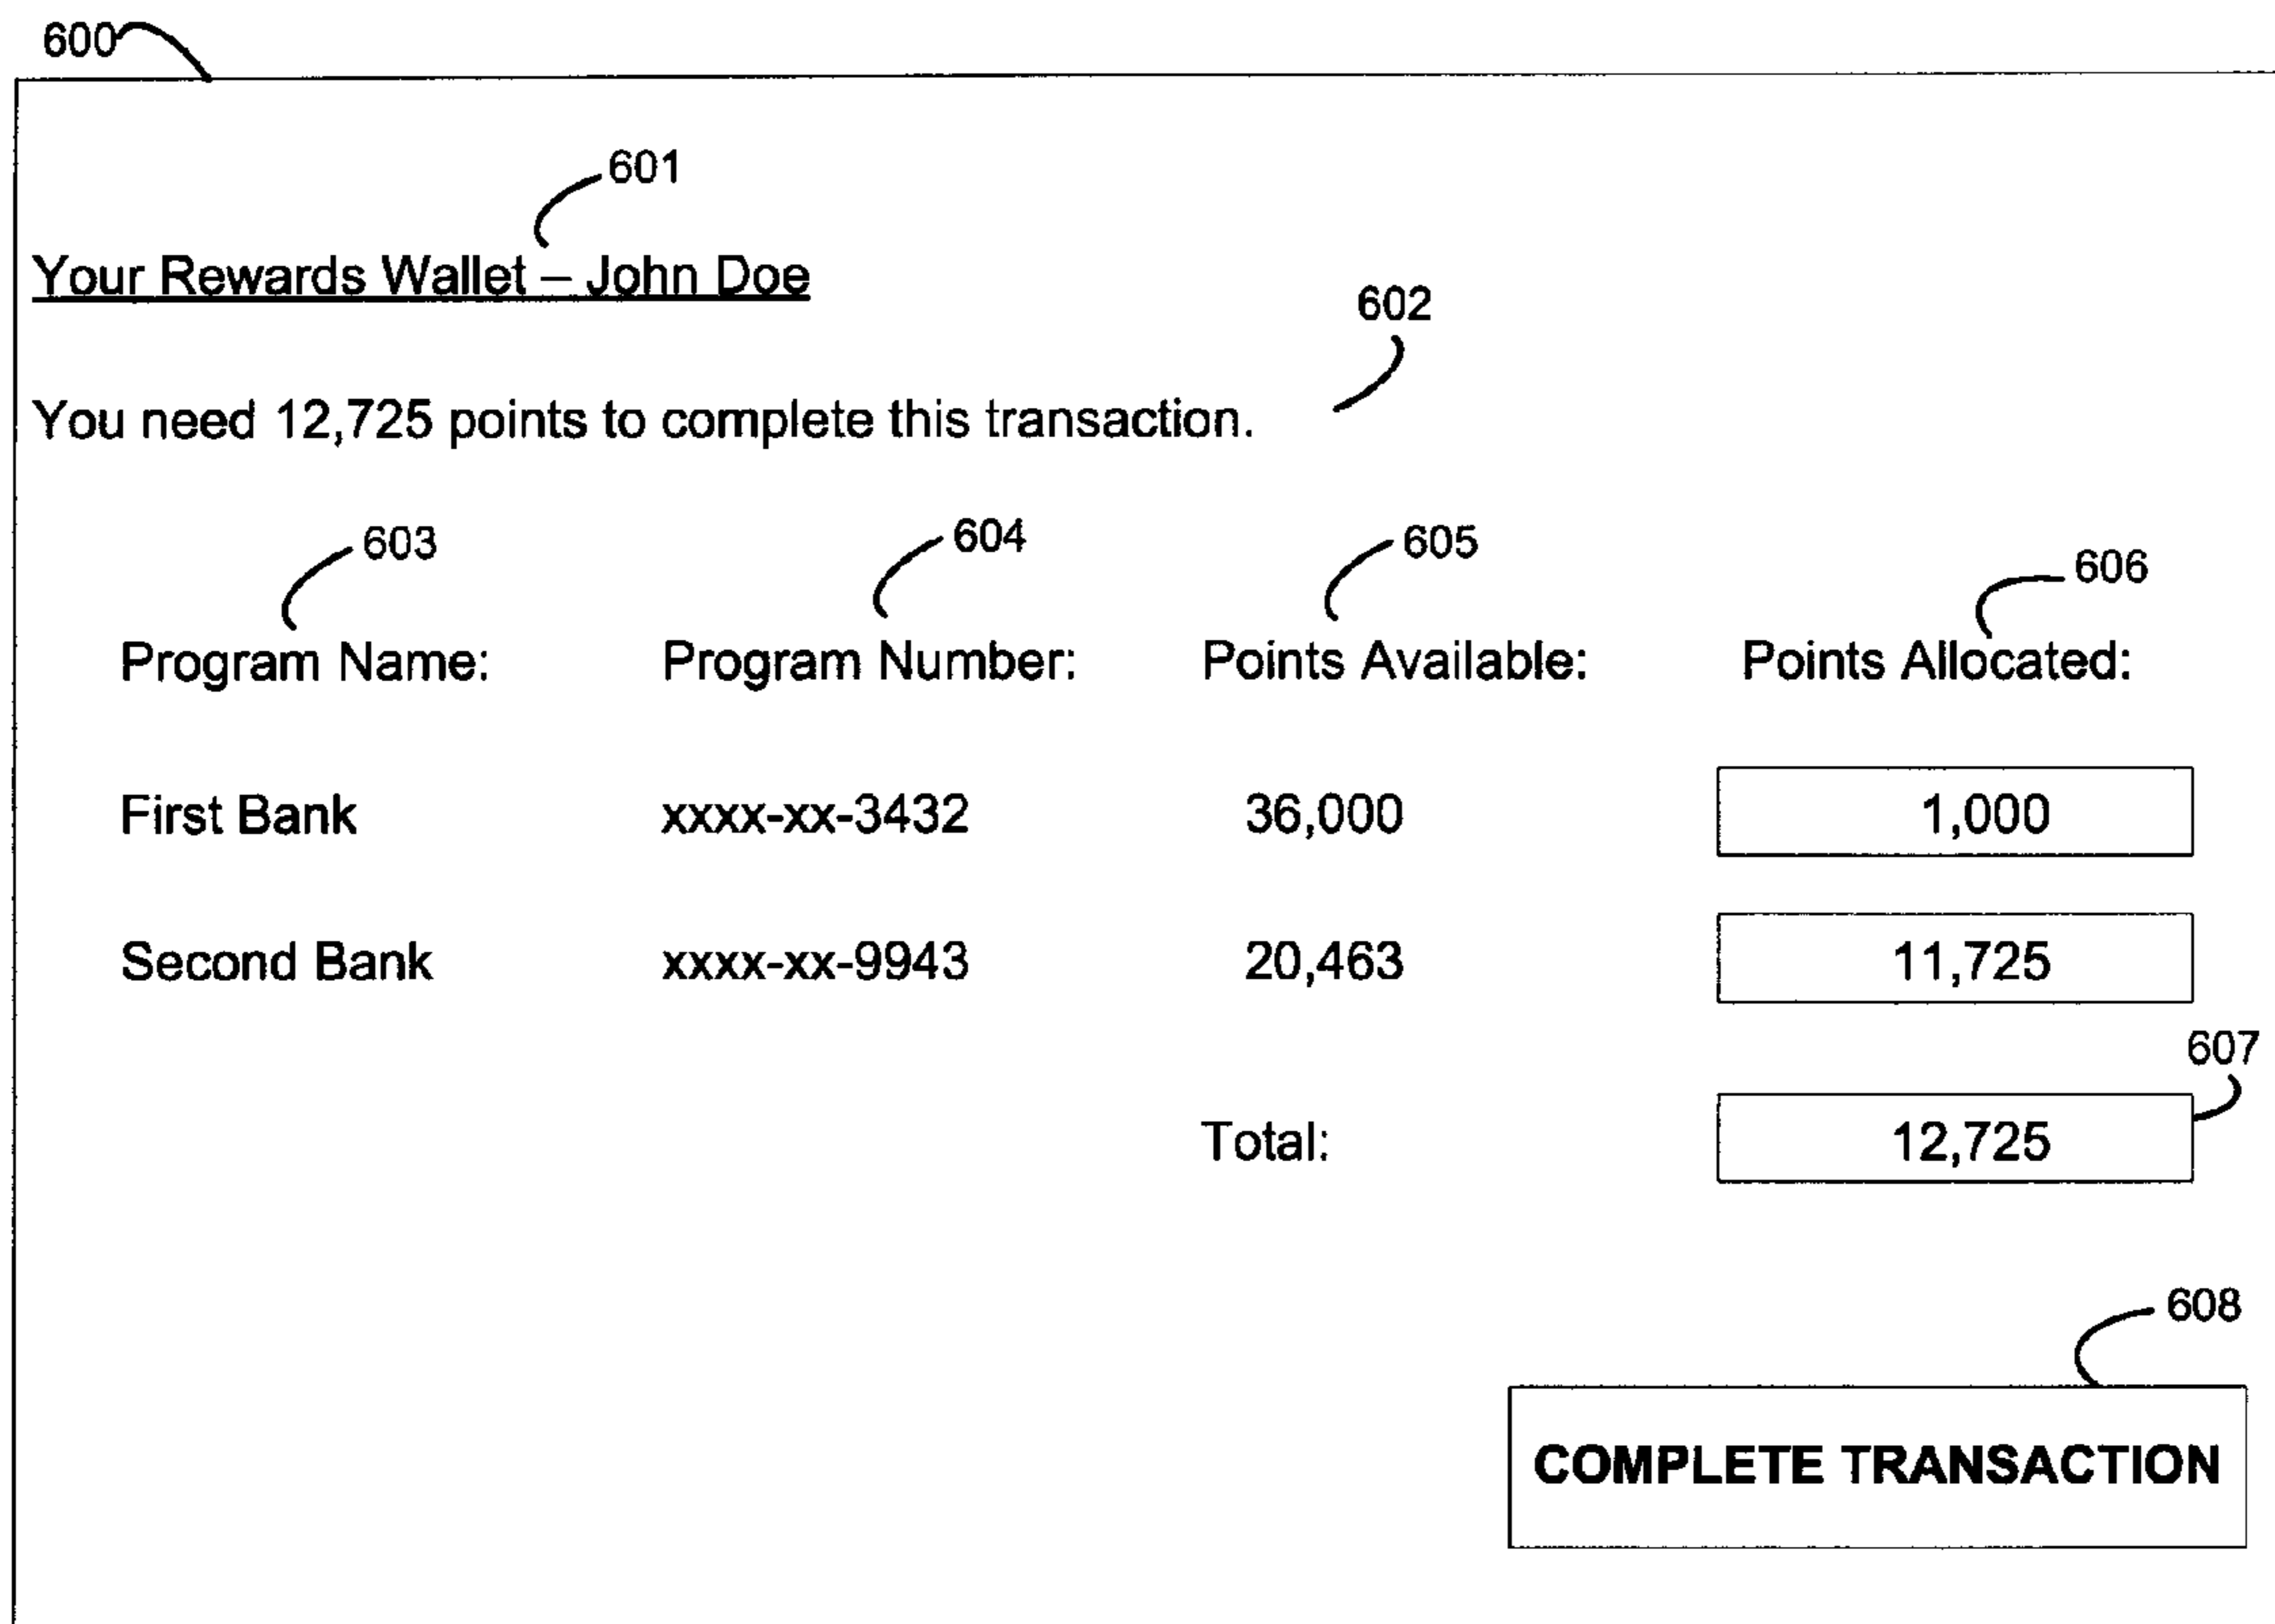 600
601
Your Rewards Wallet – John Doe
602
You need 12,725 points to complete this transaction.
603 604 605 606
Program Name: Program Number: Points Available: Points Allocated:
First Bank xxxx-xx-3432 36,000 1,000
Second Bank xxxx-xx-9943 20,463 11,725
607
Total: 12,725
608
COMPLETE TRANSACTION